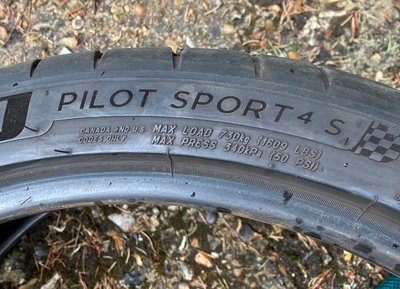 PILOT SPORT 4 S
CANADA AND U.S. MAX LOAD 730kg (1609 LBS)
CODES ONLY. MAX PRESS 340kPa (50 PSI)